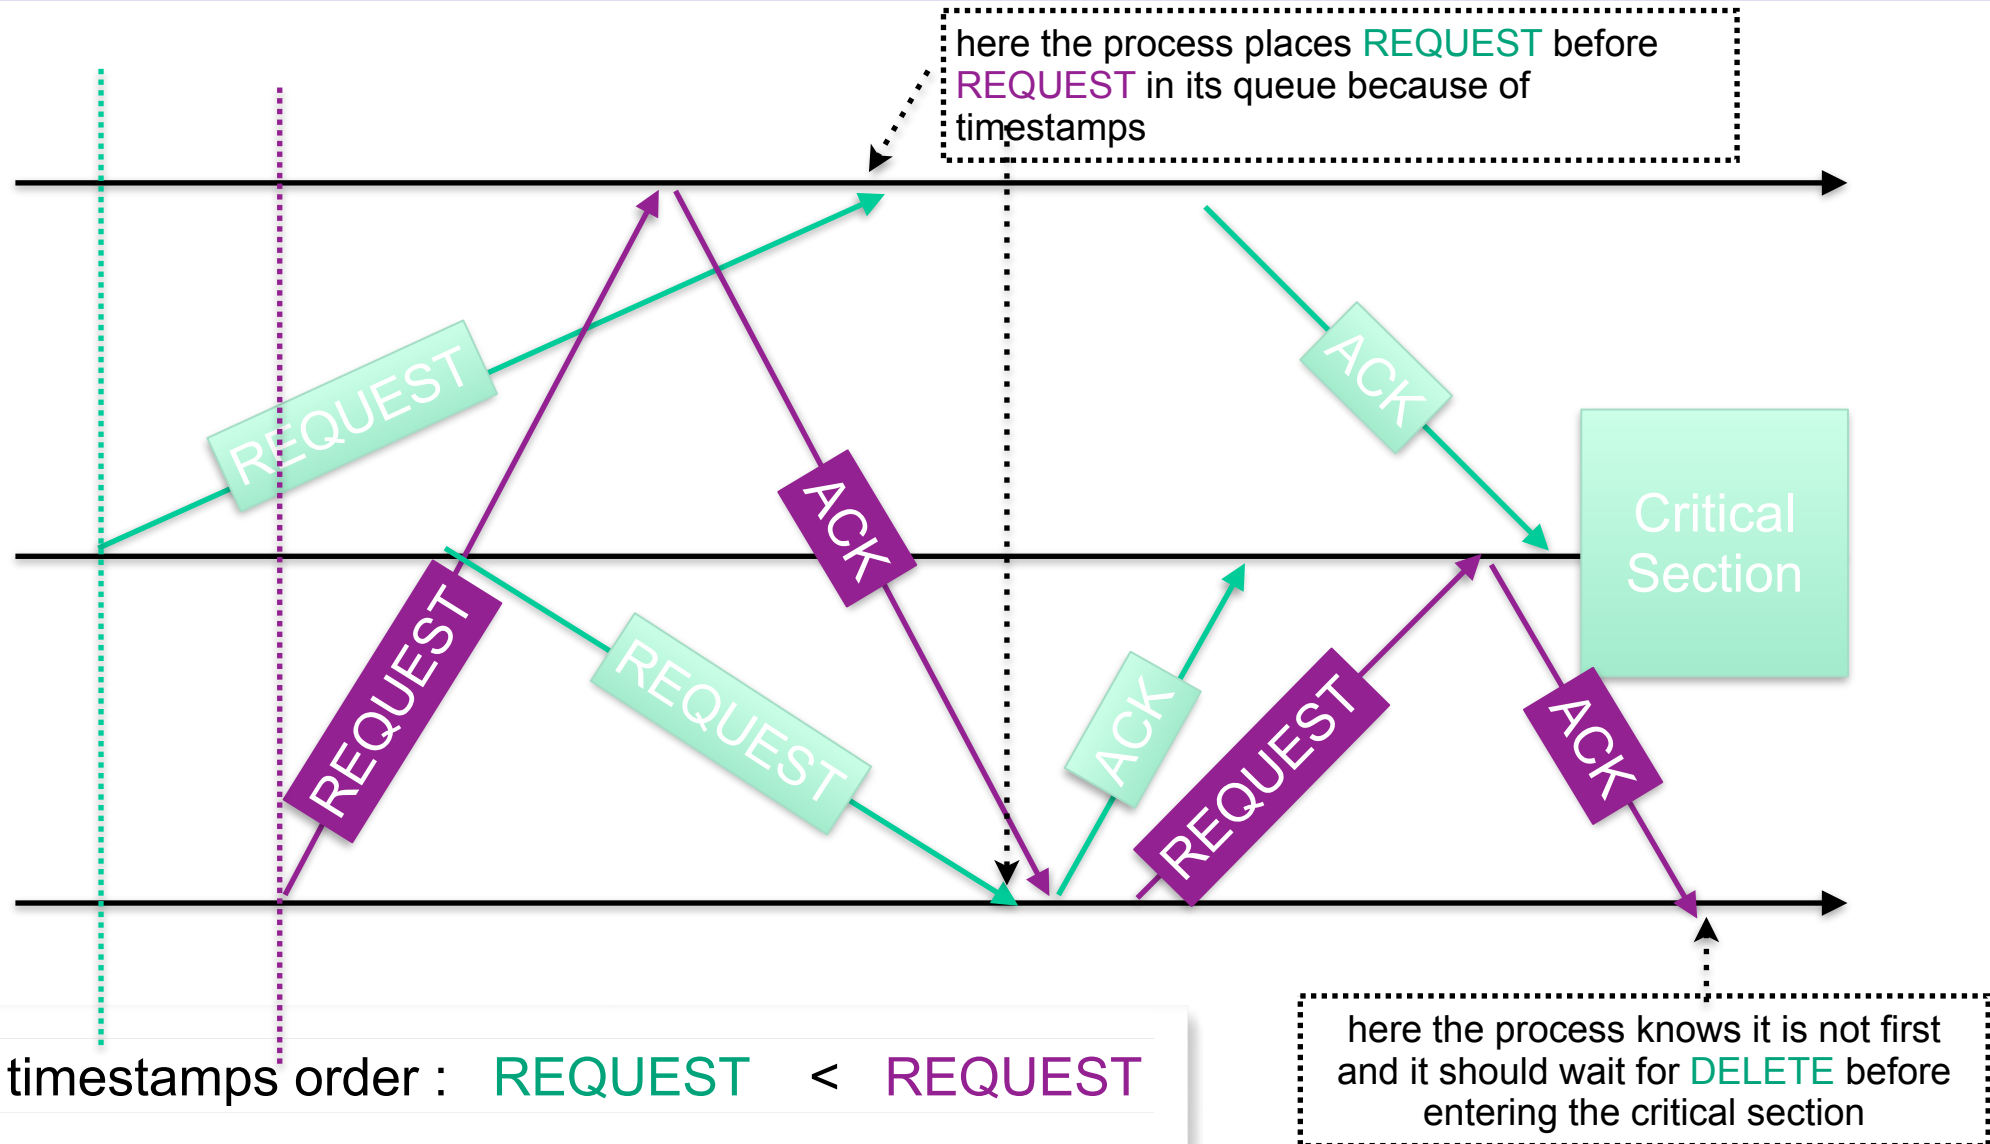 here the process places REQUEST before
REQUEST in its queue because of
timestamps
REQUEST
ACK
ACK
Critical
Section
REQUEST
REQUEST
ACK
REQUEST
ACK
timestamps order : REQUEST < REQUEST
here the process knows it is not first
and it should wait for DELETE before
entering the critical section